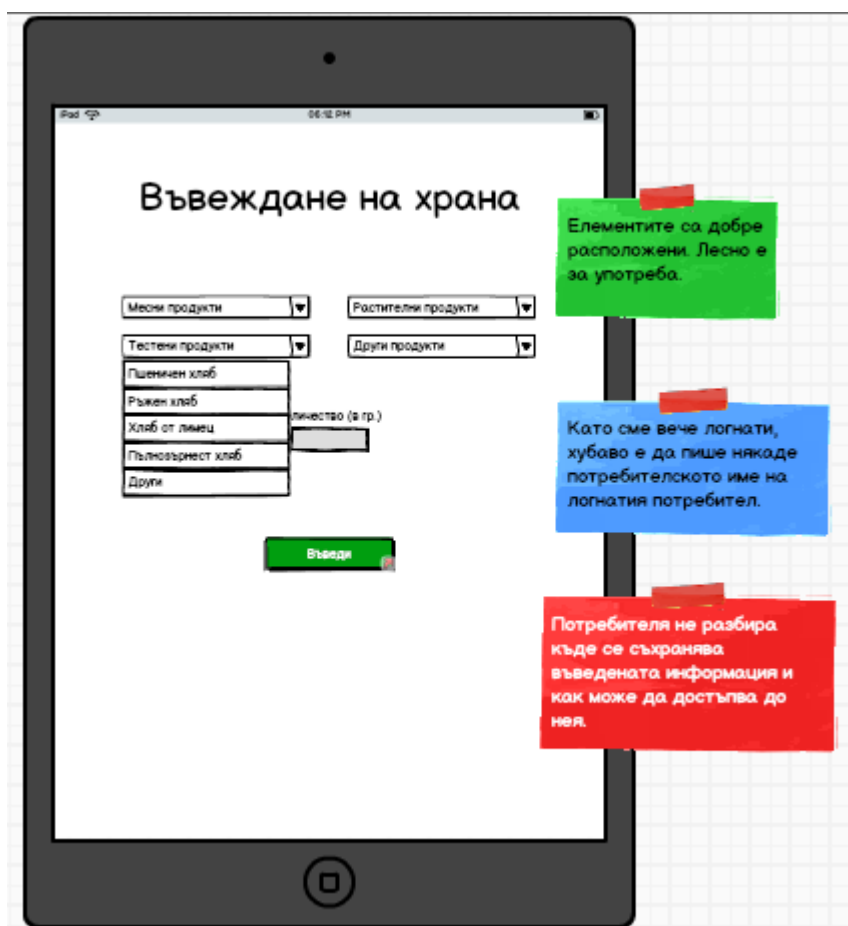 iPad
06:12 PM
Въвеждане на храна
Месни продукти
Растителни продукти
Тестени продукти
Други продукти
Пшеничен хляб
Ръжен хляб
Хляб от лимец
Пълнозърнест хляб
Други
личество (в гр.)
Въведи
Елементите са добре
разположени. Лесно е
за употреба.
Като сме вече логнати,
хубаво е да пише някаде
потребителското име на
логнатия потребител.
Потребителя не разбира
къде се съхранява
въведената информация и
как може да достъпва до
нея.